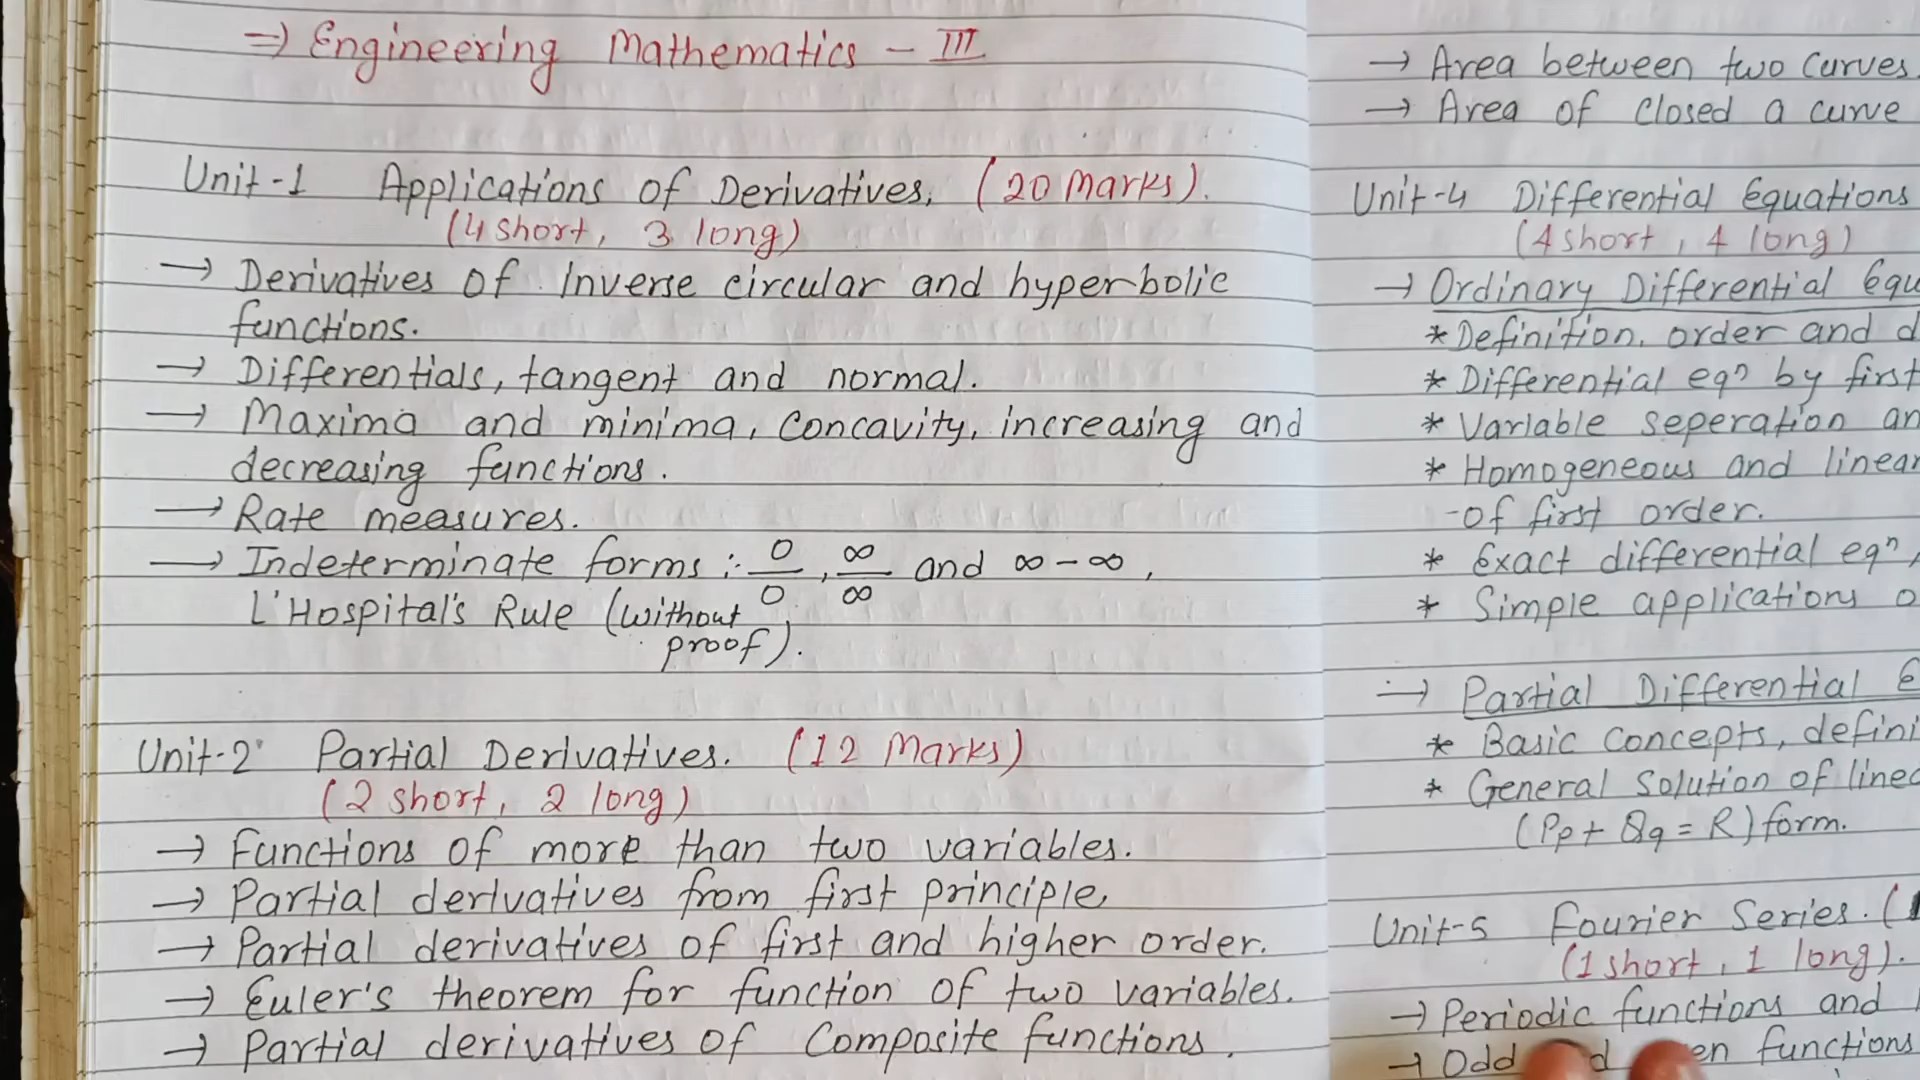 => Engineering Mathematics - III
Unit-1 Applications of Derivatives. (20 Marks).
(4 short, 3 long)
→ Derivatives of Inverse circular and hyperbolic
functions.
→ Differentials, tangent and normal.
→ Maxima and minima, concavity, increasing and
decreasing functions.
→ Rate measures.
→ Indeterminate forms : 0/0, ∞/∞ and ∞-∞,
L'Hospital's Rule (without
proof).
Unit-2 Partial Derivatives. (12 Marks)
(2 short, 2 long)
→ Functions of more than two variables.
→ Partial derivatives from first principle.
→ Partial derivatives of first and higher order.
→ Euler's theorem for function of two variables.
→ Partial derivatives of Composite functions.
→ Area between two curves.
→ Area of closed a curve
Unit-4 Differential Equations
(4 short, 4 long)
→ Ordinary Differential Equ
* Definition, order and d
* Differential eqn by first
* Variable seperation an
* Homogeneous and linear
-of first order.
* Exact differential eqn,
* Simple applications o
→ Partial Differential E
* Basic concepts, defini
* General solution of linea
(Pp + Qq = R) form.
Unit-5 Fourier Series. (1
(1 short, 1 long).
→ Periodic functions and
→ Odd functions